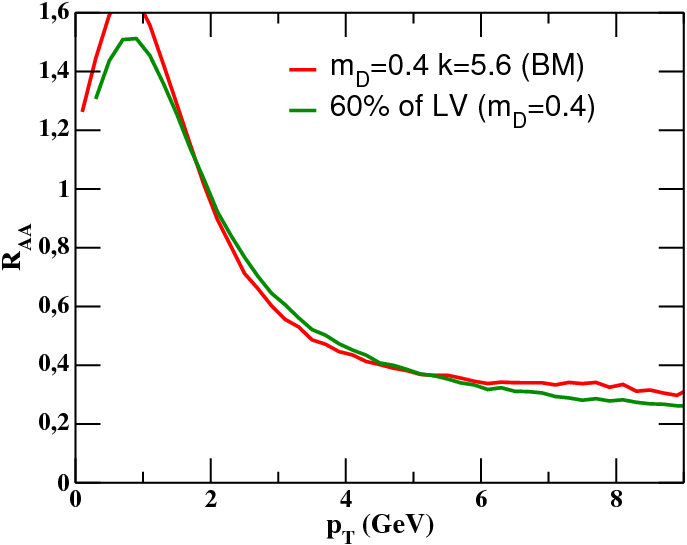 1,6
1,4
1,2
1
0,8
0,6
0,4
0,2
0
R_AA
m_D=0.4 k=5.6 (BM)
60% of LV (m_D=0.4)
0 2 4 6 8
p_T (GeV)